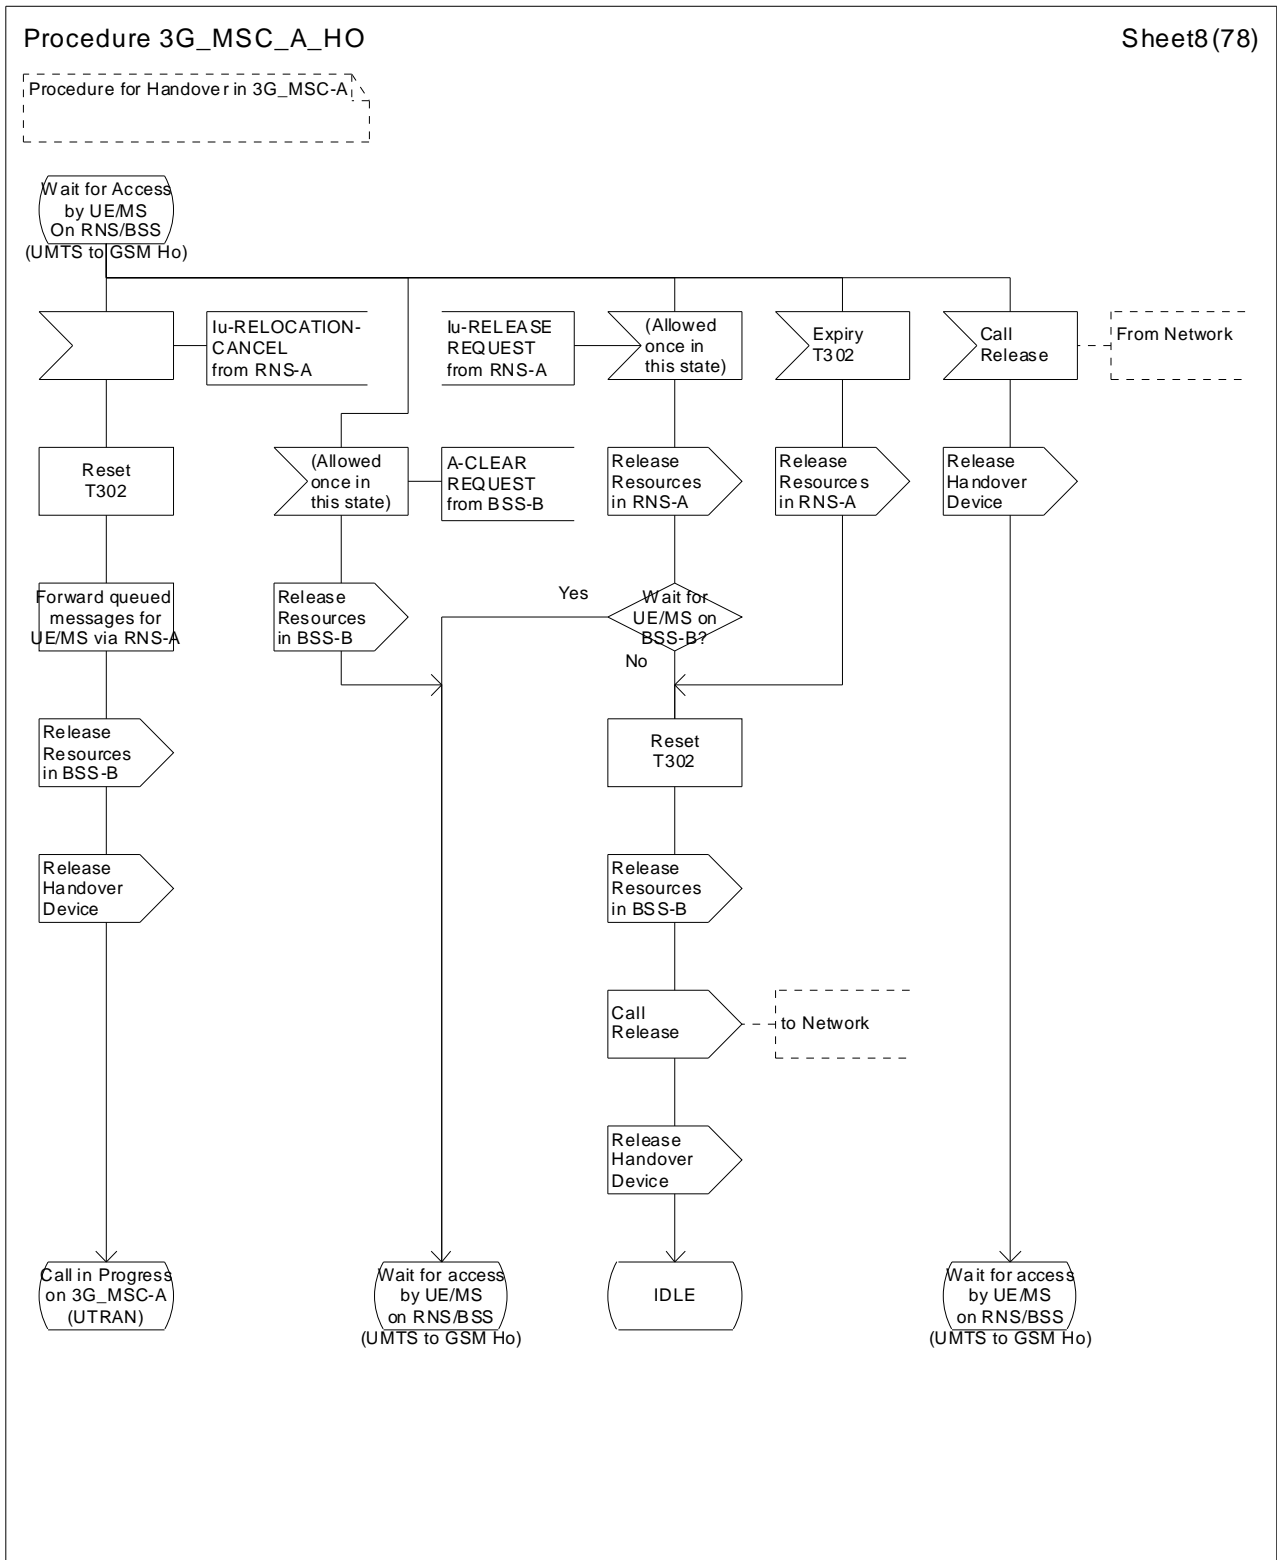 Procedure 3G_MSC_A_HO
Sheet8(78)
Procedure for Handover in 3G_MSC-A
Wait for Access
by UE/MS
On RNS/BSS
(UMTS to GSM Ho)
Iu-RELOCATION-
CANCEL
from RNS-A
Iu-RELEASE
REQUEST
from RNS-A
(Allowed
once in
this state)
Expiry
T302
Call
Release
From Network
Reset
T302
(Allowed
once in
this state)
A-CLEAR
REQUEST
from BSS-B
Release
Resources
in RNS-A
Release
Resources
in RNS-A
Release
Handover
Device
Forward queued
messages for
UE/MS via RNS-A
Release
Resources
in BSS-B
Yes
Wait for
UE/MS on
BSS-B?
No
Release
Resources
in BSS-B
Reset
T302
Release
Handover
Device
Release
Resources
in BSS-B
Call
Release
to Network
Release
Handover
Device
Call in Progress
on 3G_MSC-A
(UTRAN)
Wait for access
by UE/MS
on RNS/BSS
(UMTS to GSM Ho)
IDLE
Wait for access
by UE/MS
on RNS/BSS
(UMTS to GSM Ho)